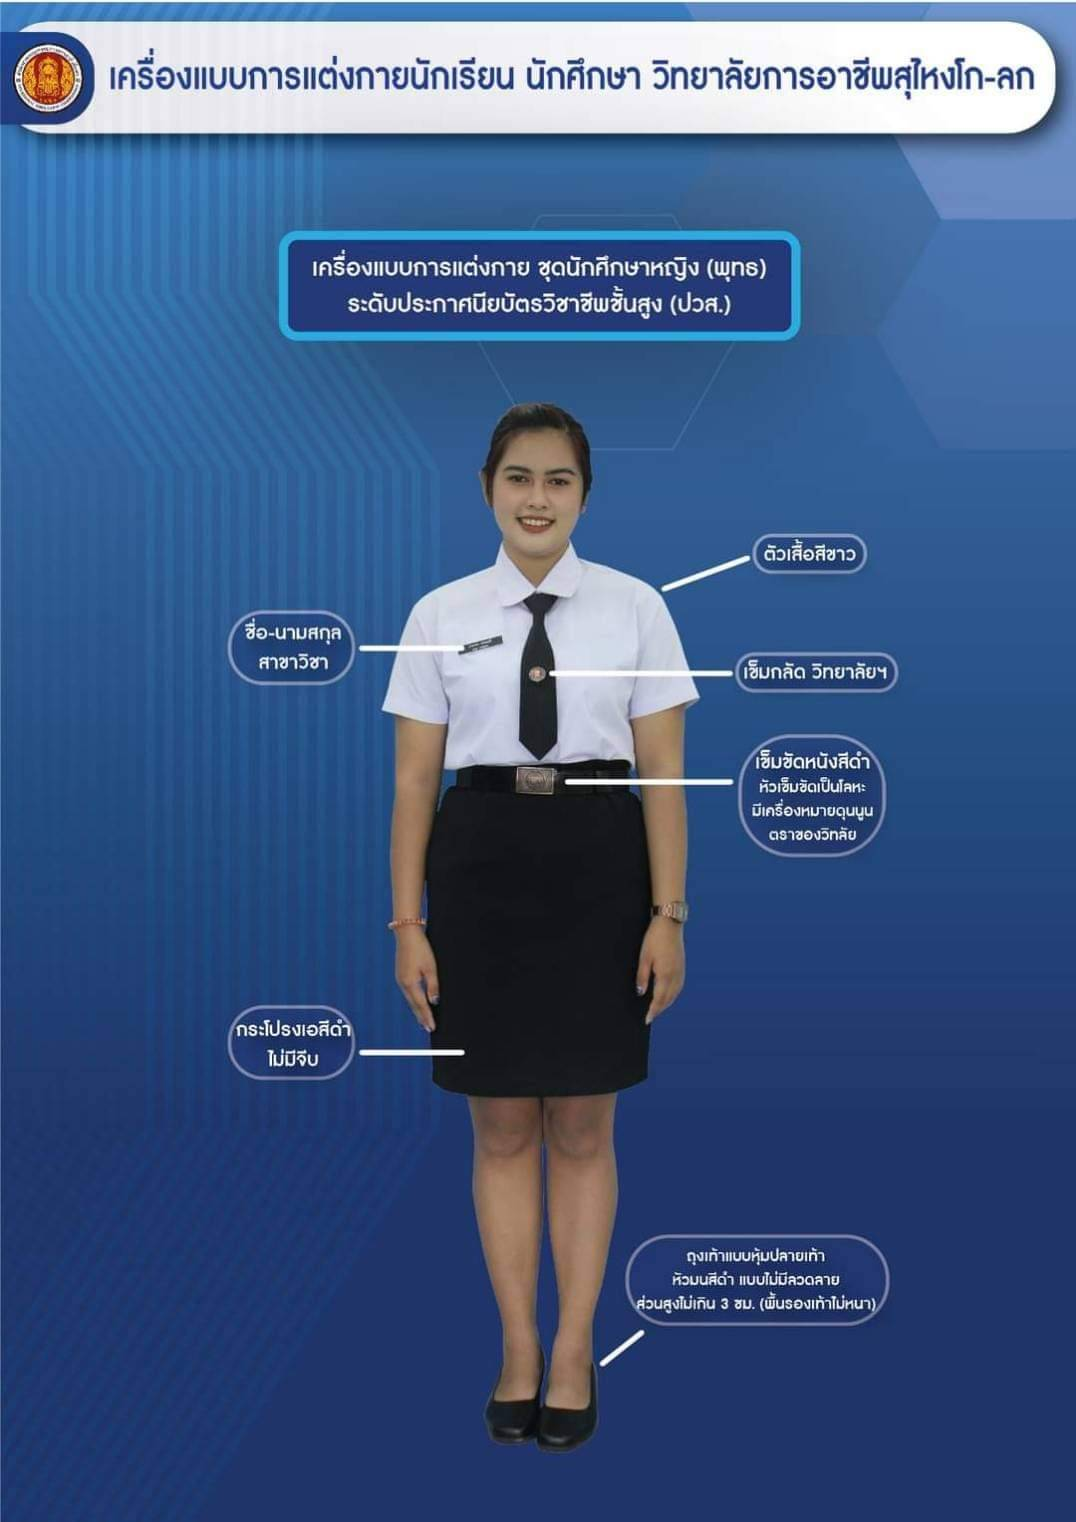 เครื่องแบบการแต่งกายนักเรียน นักศึกษา วิทยาลัยการอาชีพสุไหงโก-ลก
เครื่องแบบการแต่งกาย ชุดนักศึกษาหญิง (พุทธ)
ระดับประกาศนียบัตรวิชาชีพชั้นสูง (ปวส.)
ตัวเสื้อสีขาว
ชื่อ-นามสกุล
สาขาวิชา
เข็มกลัด วิทยาลัยฯ
เข็มขัดหนังสีดำ
หัวเข็มขัดเป็นโลหะ
มีเครื่องหมายดุนนูน
ตราของวิทลัย
กระโปรงเอสีดำ
ไม่มีจีบ
ถุงเท้าแบบหุ้มปลายเท้า
หัวมนสีดำ แบบไม่มีลวดลาย
ส่วนสูงไม่เกิน 3 ซม. (พื้นรองเท้าไม่หนา)